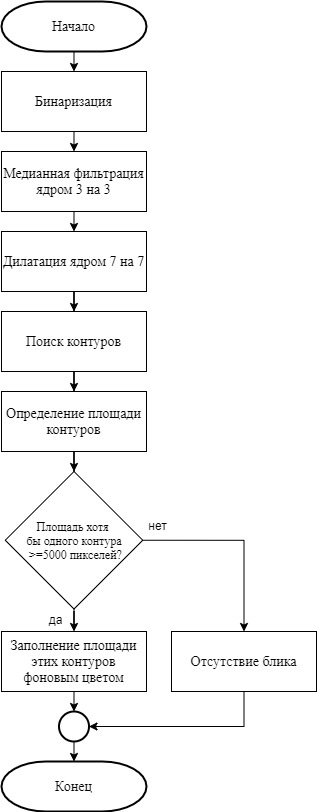 Начало
Бинаризация
Медианная фильтрация
ядром 3 на 3
Дилатация ядром 7 на 7
Поиск контуров
Определение площади
контуров
Площадь хотя
бы одного контура
>=5000 пикселей?
нет
да
Заполнение площади
этих контуров
фоновым цветом
Отсутствие блика
Конец